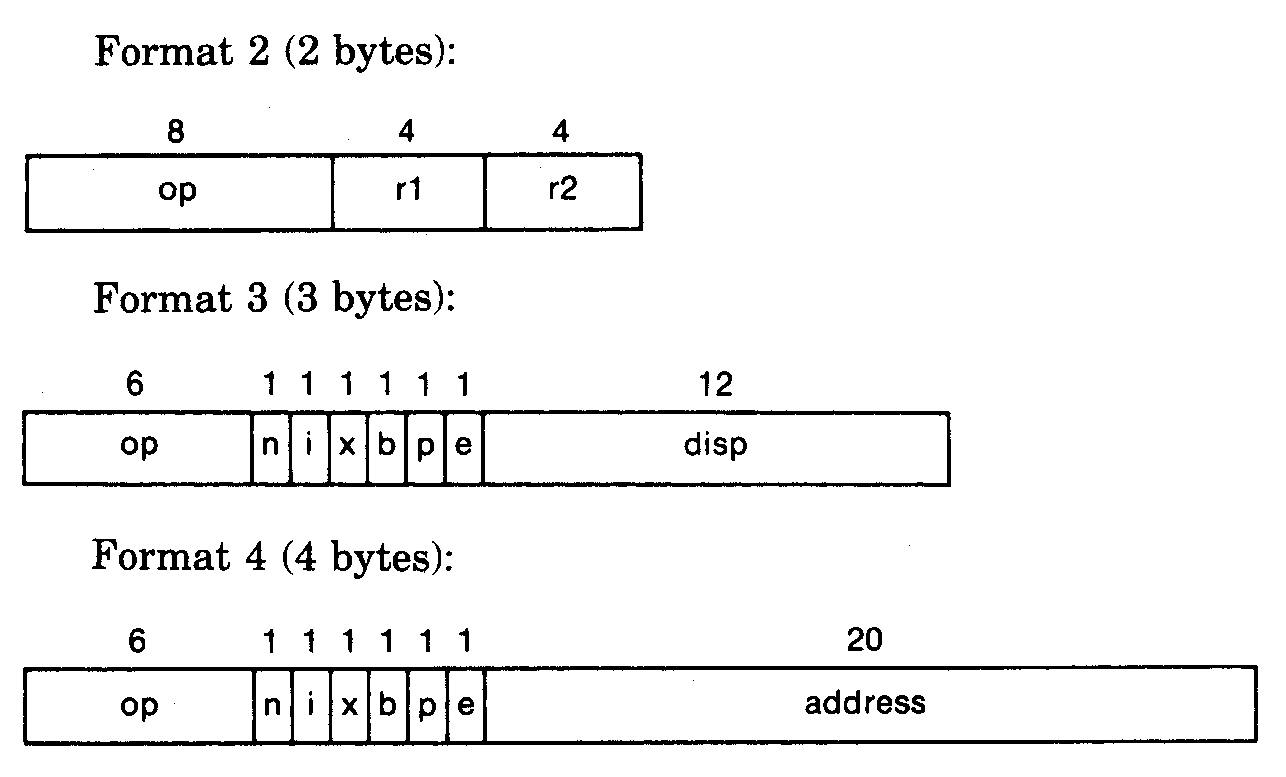 Format 2 (2 bytes):
8 4 4
op r1 r2
Format 3 (3 bytes):
6 1 1 1 1 1 1 12
op n i x b p e disp
Format 4 (4 bytes):
6 1 1 1 1 1 1 20
op n i x b p e address